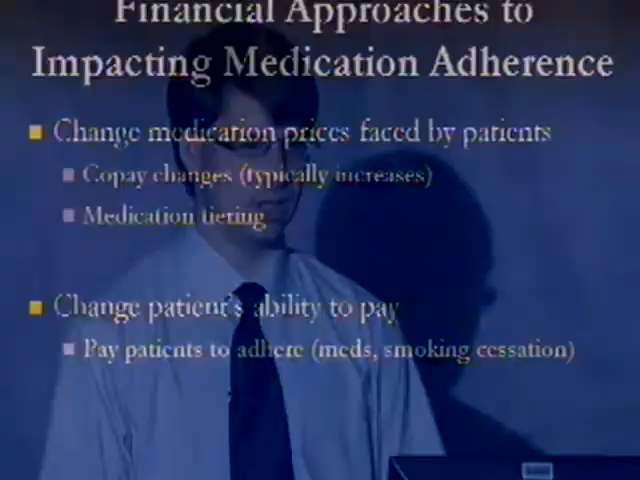 Financial Approaches to
Impacting Medication Adherence
Change medication prices faced by patients
Copay changes (typically increases)
Medication tiering
Change patient's ability to pay
Pay patients to adhere (meds, smoking cessation)